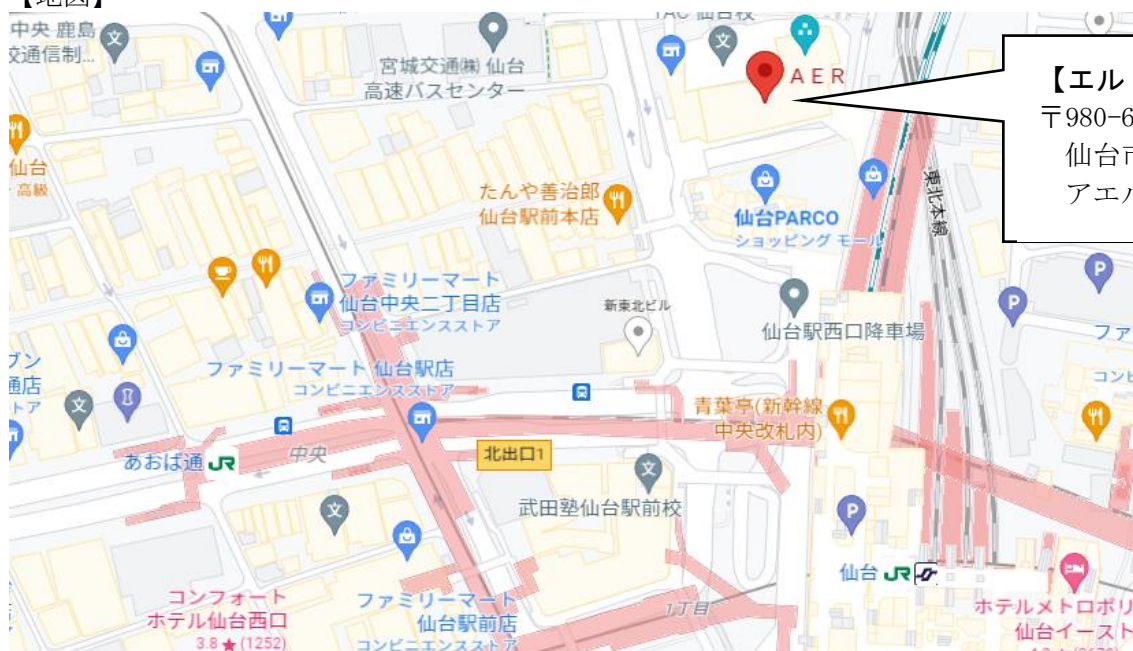 【地図】
中央 鹿島
交通信制...
宮城交通㈱ 仙台
高速バスセンター
TAC 仙台校
AER
【エル
〒980-6
仙台市
アエル
仙台
高級
たんや善治郎
仙台駅前本店
仙台PARCO
ショッピング モール
東北本線
ファミリーマート
仙台中央二丁目店
コンビニエンスストア
新東北ビル
仙台駅西口降車場
ファミリーマート 仙台駅店
コンビニエンスストア
ブン
通店
トア
ファ
コンビ
青葉亭(新幹線
中央改札内)
あおば通 JR
中央
北出口1
武田塾仙台駅前校
仙台 JR
コンフォート
ホテル仙台西口
3.8 ★ (1252)
ファミリーマート
仙台駅前店
コンビニエンスストア
1丁目
ホテルメトロポリ
仙台イースト